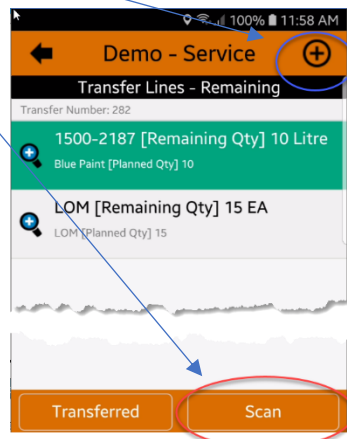 100% 11:58 AM
Demo - Service
Transfer Lines - Remaining
Transfer Number: 282
1500-2187 [Remaining Qty] 10 Litre
Blue Paint [Planned Qty] 10
LOM [Remaining Qty] 15 EA
LOM [Planned Qty] 15
Transferred
Scan